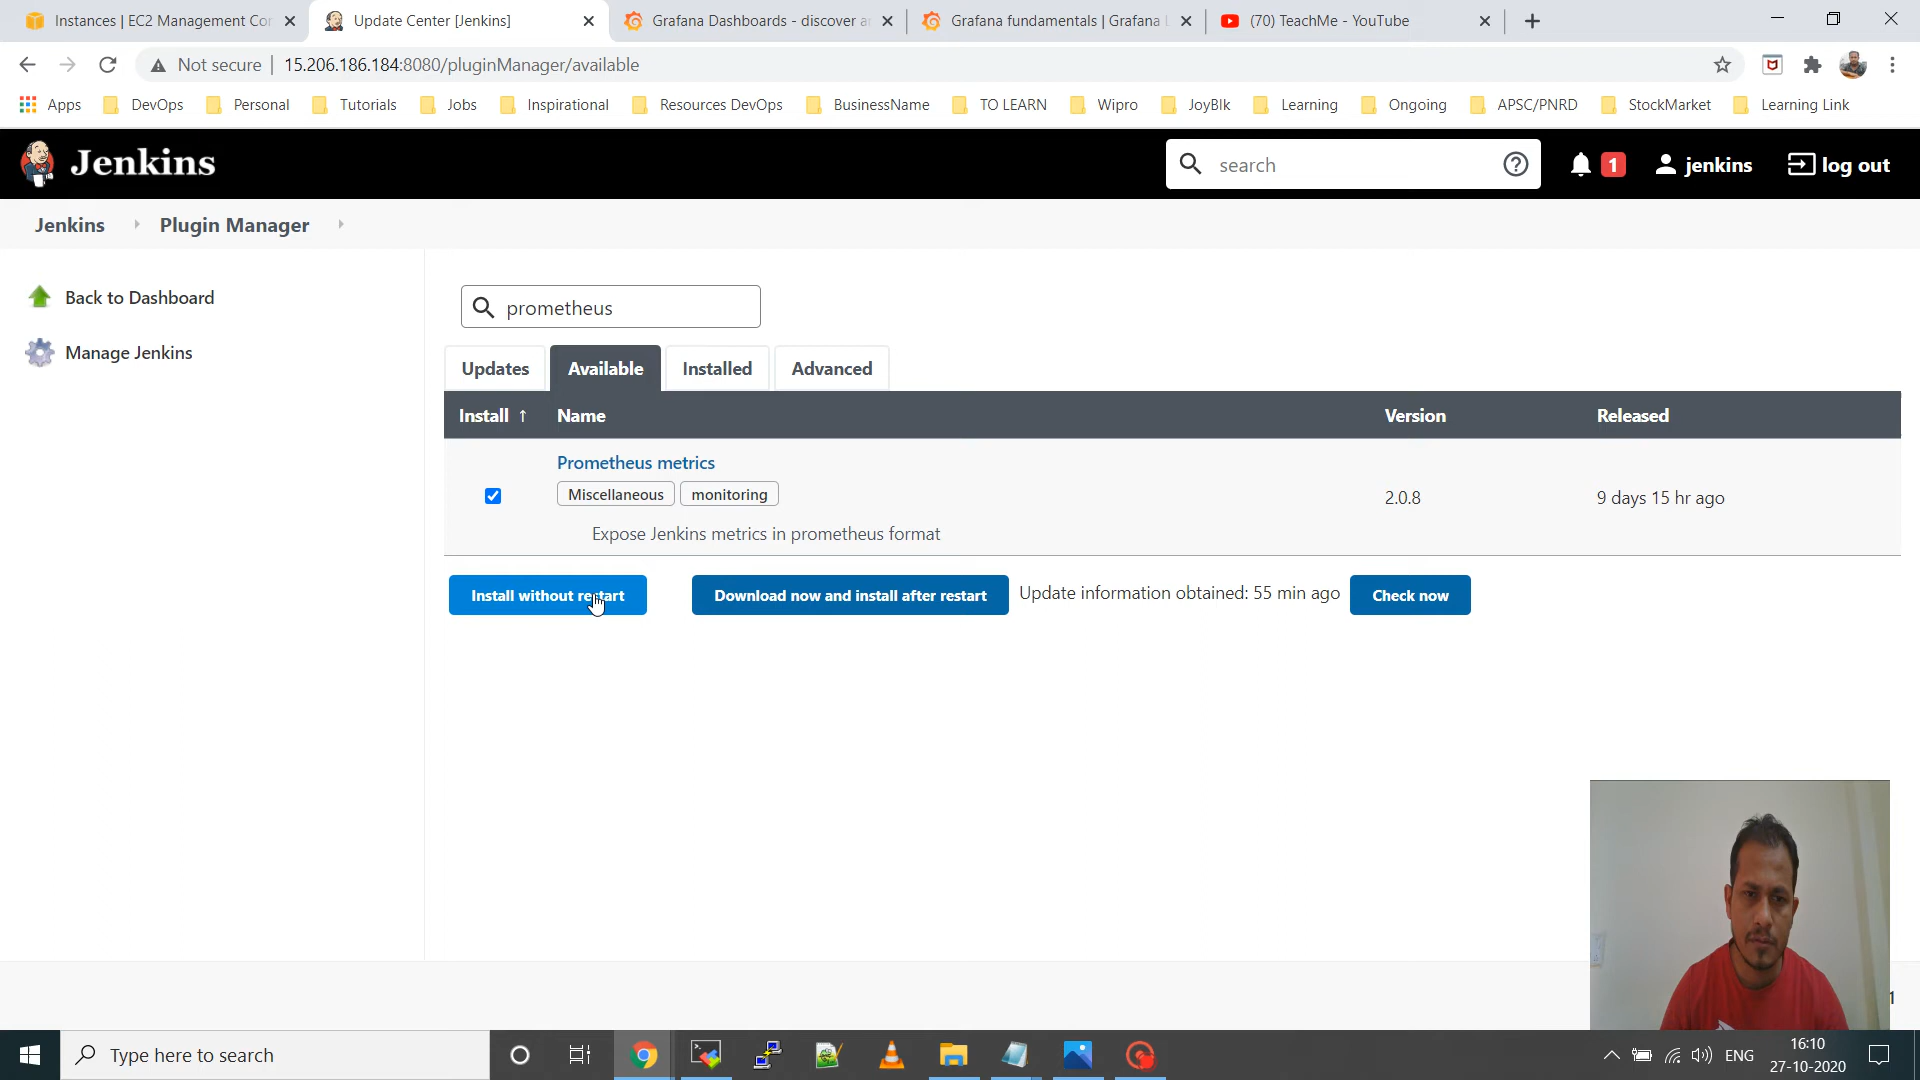 Instances | EC2 Management Con
Update Center [Jenkins]
Grafana Dashboards - discover a
Grafana fundamentals | Grafana L
(70) TeachMe - YouTube
Not secure
15.206.186.184:8080/pluginManager/available
Apps
DevOps
Personal
Tutorials
Jobs
Inspirational
Resources DevOps
BusinessName
TO LEARN
Wipro
JoyBlk
Learning
Ongoing
APSC/PNRD
StockMarket
Learning Link
Jenkins
search
1
jenkins
log out
Jenkins
Plugin Manager
Back to Dashboard
Manage Jenkins
prometheus
Updates
Available
Installed
Advanced
Install ↑
Name
Version
Released
Prometheus metrics
Miscellaneous
monitoring
Expose Jenkins metrics in prometheus format
2.0.8
9 days 15 hr ago
Install without restart
Download now and install after restart
Update information obtained: 55 min ago
Check now
1
Type here to search
ENG
16:10
27-10-2020